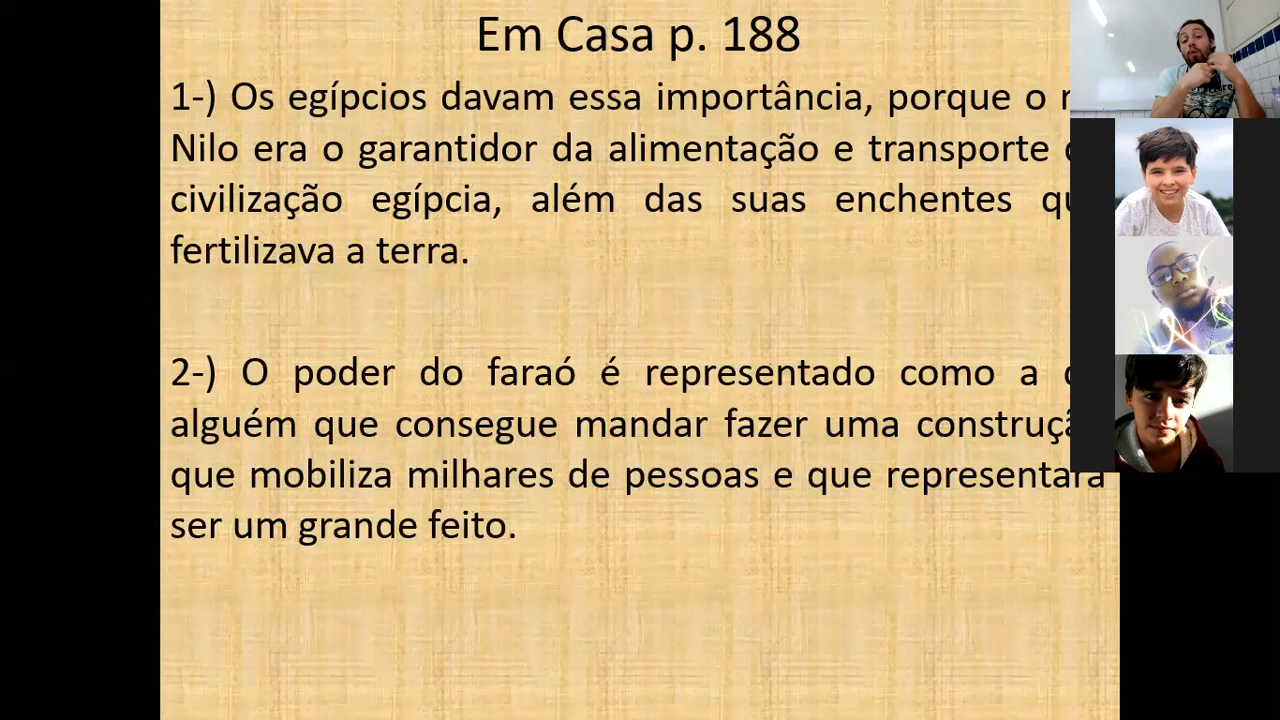 Em Casa p. 188
1-) Os egípcios davam essa importância, porque o
Nilo era o garantidor da alimentação e transporte
civilização egípcia, além das suas enchentes
fertilizava a terra.
2-) O poder do faraó é representado como a
alguém que consegue mandar fazer uma
que mobiliza milhares de pessoas e que representará
ser um grande feito.